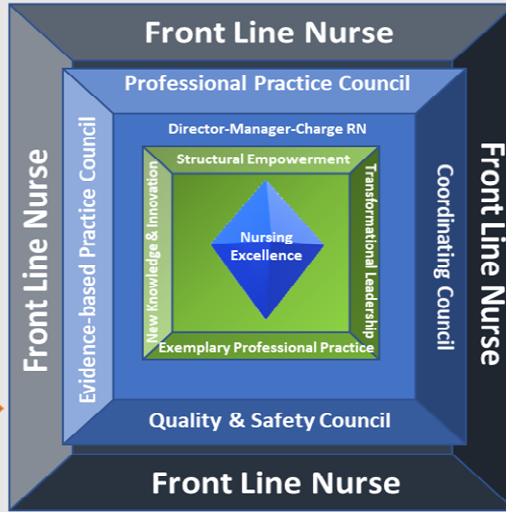 Front Line Nurse
Professional Practice Council
Director-Manager-Charge RN
Structural Empowerment
Front Line Nurse
Evidence-based Practice Council
New Knowledge & Innovation
Nursing
Excellence
Transformational Leadership
Coordinating Council
Front Line Nurse
Exemplary Professional Practice
Quality & Safety Council
Front Line Nurse